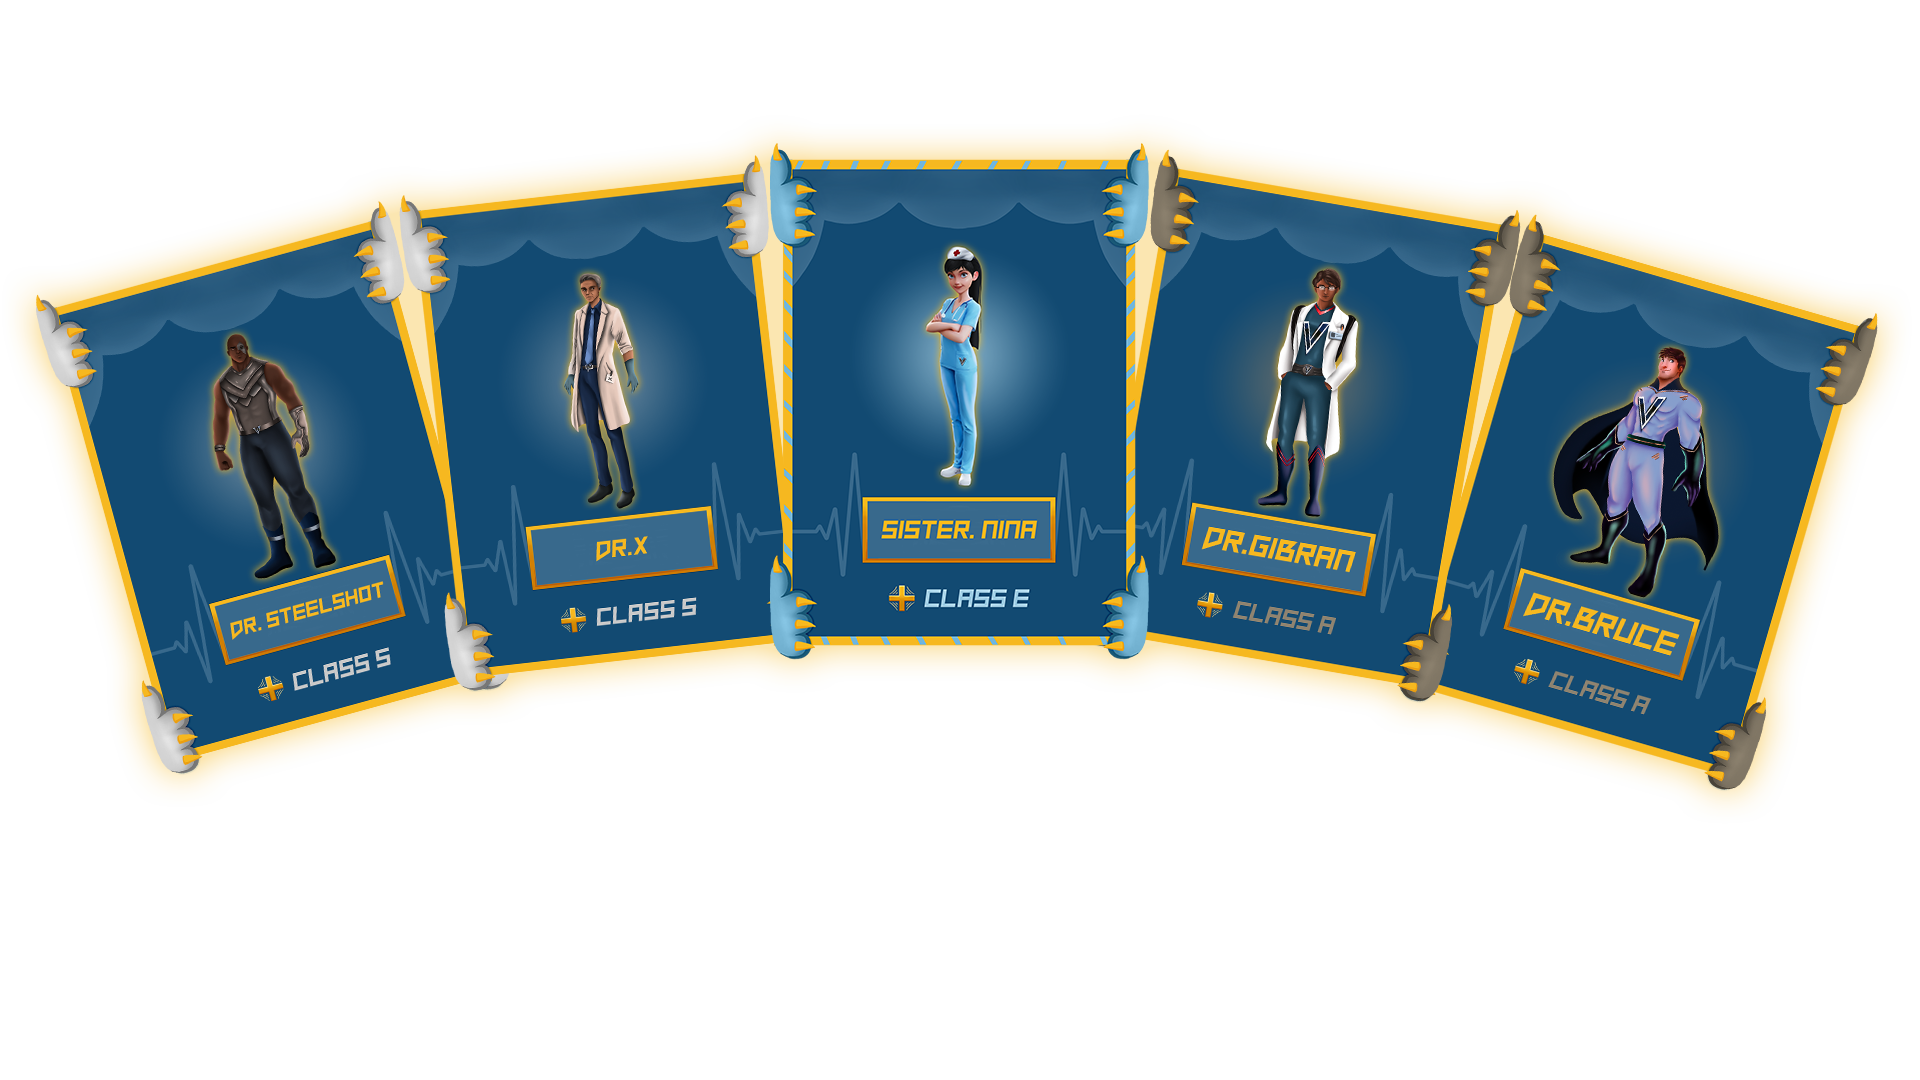 DR. STEELSHOT
CLASS S
DR.X
CLASS S
SISTER. NINA
CLASS E
DR.GIBRAN
CLASS A
DR.BRUCE
CLASS A